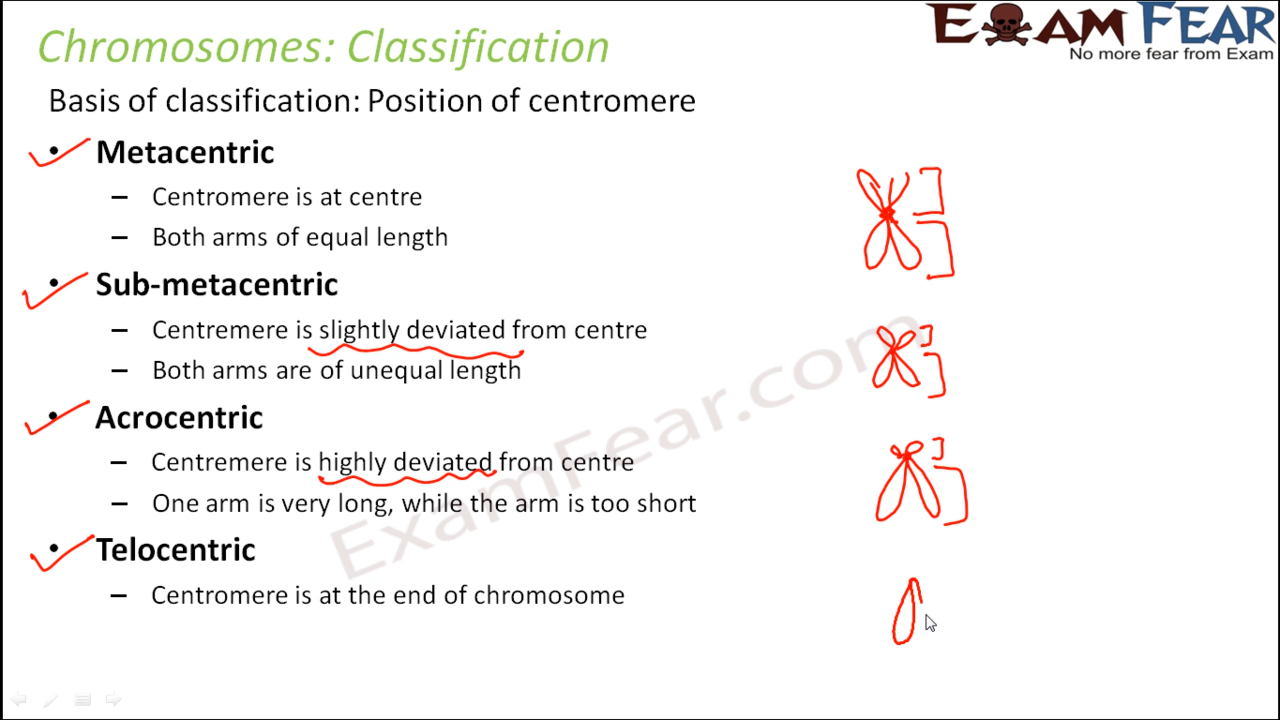 EXAM FEAR
No more fear from Exam
Chromosomes: Classification
Basis of classification: Position of centromere
• Metacentric
– Centromere is at centre
– Both arms of equal length
• Sub-metacentric
– Centremere is slightly deviated from centre
– Both arms are of unequal length
• Acrocentric
– Centremere is highly deviated from centre
– One arm is very long, while the arm is too short
• Telocentric
– Centromere is at the end of chromosome
ExamFear.com